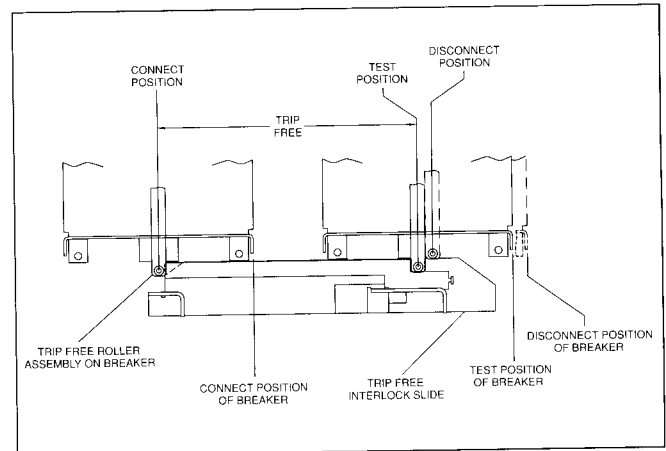 CONNECT
POSITION
TEST
POSITION
DISCONNECT
POSITION
TRIP
FREE
TRIP FREE ROLLER
ASSEMBLY ON BREAKER
CONNECT POSITION
OF BREAKER
TRIP FREE
INTERLOCK SLIDE
TEST POSITION
OF BREAKER
DISCONNECT POSITION
OF BREAKER